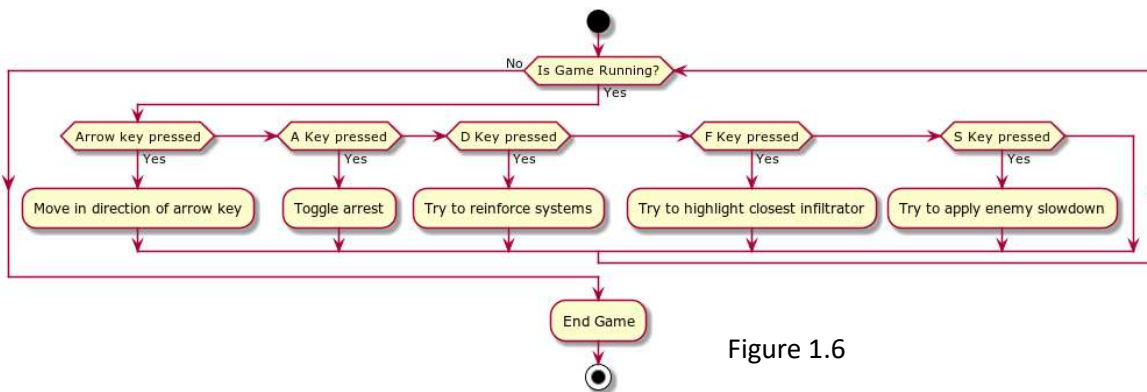 No
Is Game Running?
Yes
Arrow key pressed
A Key pressed
D Key pressed
F Key pressed
S Key pressed
Yes
Yes
Yes
Yes
Yes
Move in direction of arrow key
Toggle arrest
Try to reinforce systems
Try to highlight closest infiltrator
Try to apply enemy slowdown
End Game
Figure 1.6